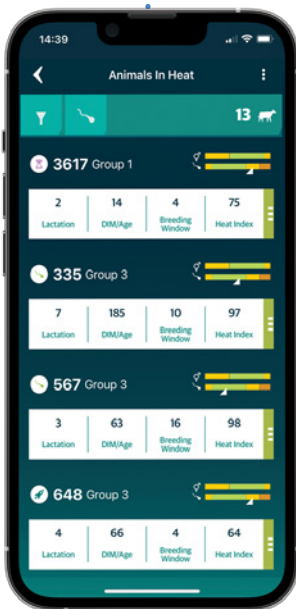 14:39
Animals In Heat
13
3617 Group 1
2 14 4 75
Lactation DIM/Age Breeding Window Heat Index
335 Group 3
7 185 10 97
Lactation DIM/Age Breeding Window Heat Index
567 Group 3
3 63 16 98
Lactation DIM/Age Breeding Window Heat Index
648 Group 3
4 66 4 64
Lactation DIM/Age Breeding Window Heat Index